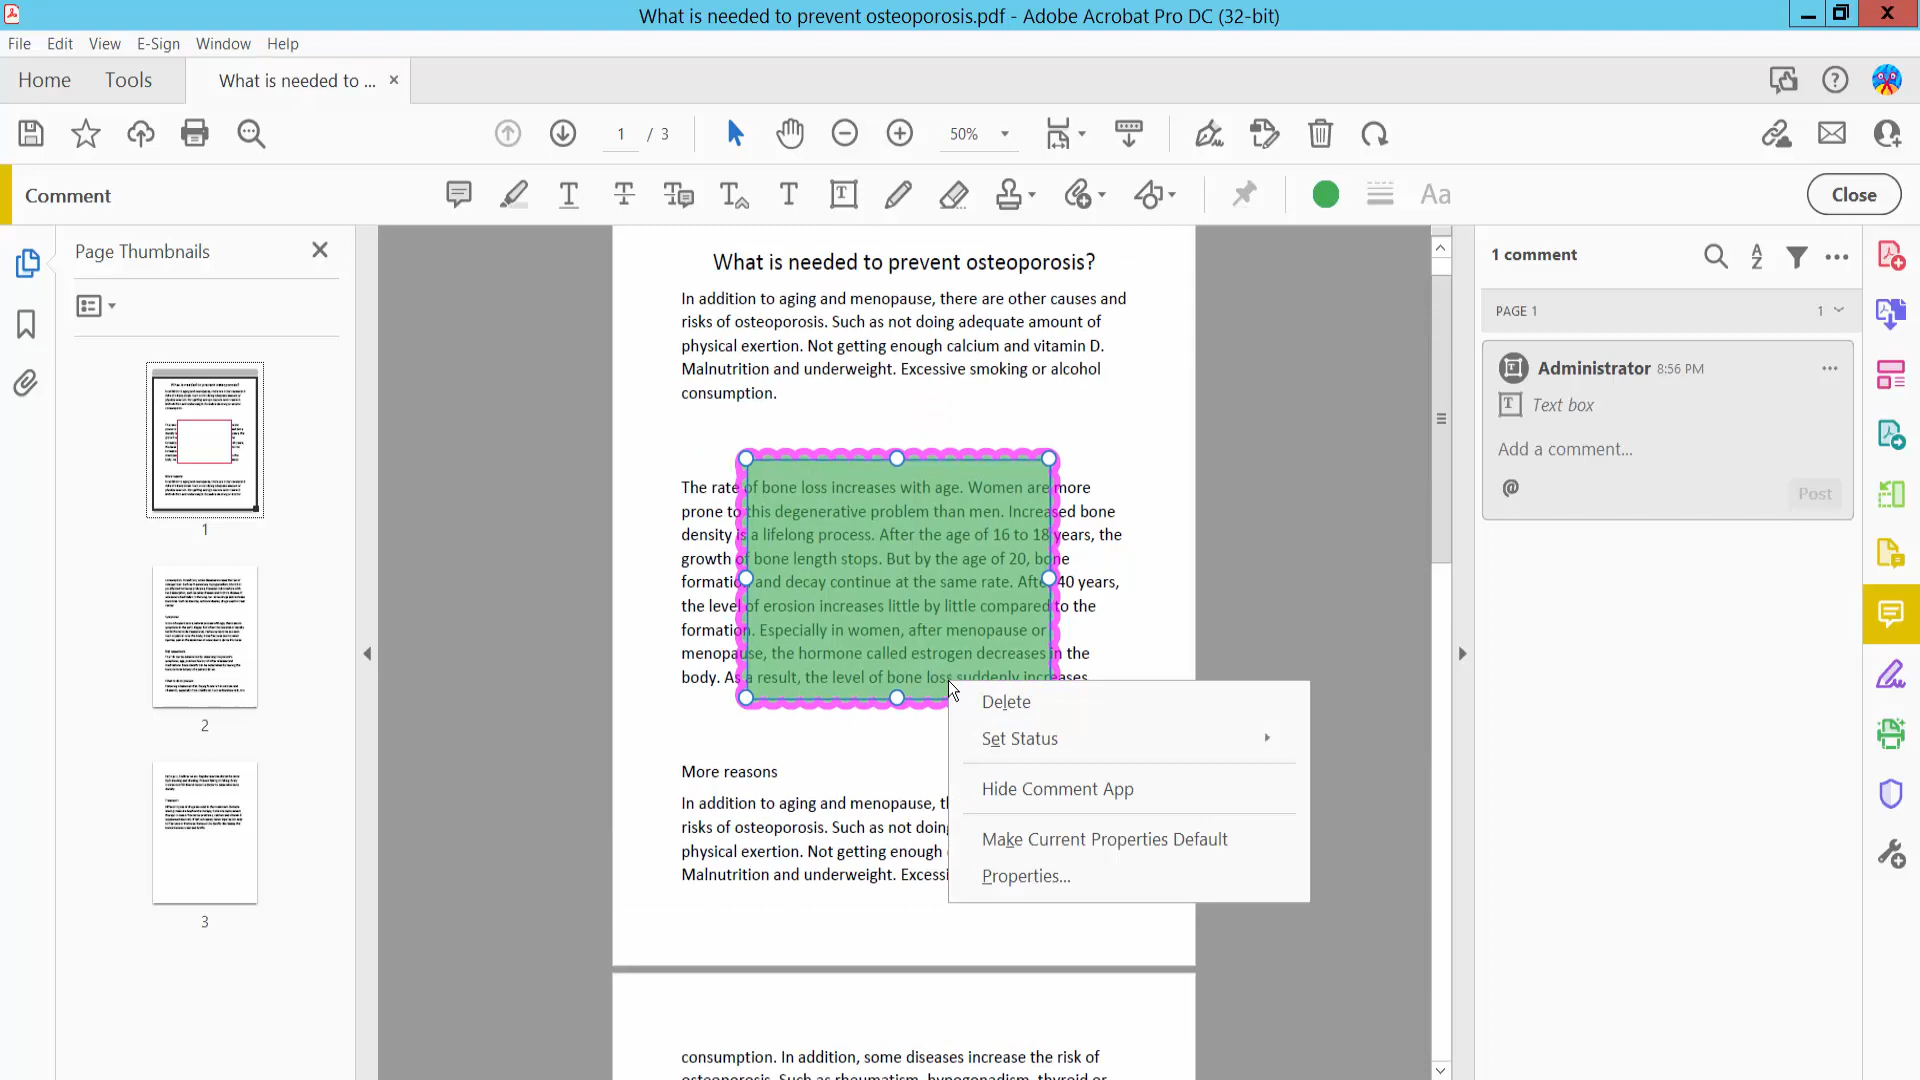 What is needed to prevent osteoporosis.pdf - Adobe Acrobat Pro DC (32-bit)
File Edit View E-Sign Window Help
Home Tools What is needed to ...
1 / 3 50%
Comment
Close
Page Thumbnails
1
2
3
What is needed to prevent osteoporosis?
In addition to aging and menopause, there are other causes and
risks of osteoporosis. Such as not doing adequate amount of
physical exertion. Not getting enough calcium and vitamin D.
Malnutrition and underweight. Excessive smoking or alcohol
consumption.
The rate of bone loss increases with age. Women are more
prone to this degenerative problem than men. Increased bone
density is a lifelong process. After the age of 16 to 18 years, the
growth of bone length stops. But by the age of 20, bone
formation and decay continue at the same rate. After 40 years,
the level of erosion increases little by little compared to the
formation. Especially in women, after menopause or
menopause, the hormone called estrogen decreases in the
body. As a result, the level of bone loss suddenly increases
More reasons
In addition to aging and menopause, th
risks of osteoporosis. Such as not doing
physical exertion. Not getting enough
Malnutrition and underweight. Excessi
consumption. In addition, some diseases increase the risk of
osteoporosis. Such as rheumatism, hypogonadism, thyroid or
Delete
Set Status
Hide Comment App
Make Current Properties Default
Properties...
1 comment
PAGE 1 1
Administrator 8:56 PM
Text box
Add a comment...
@ Post